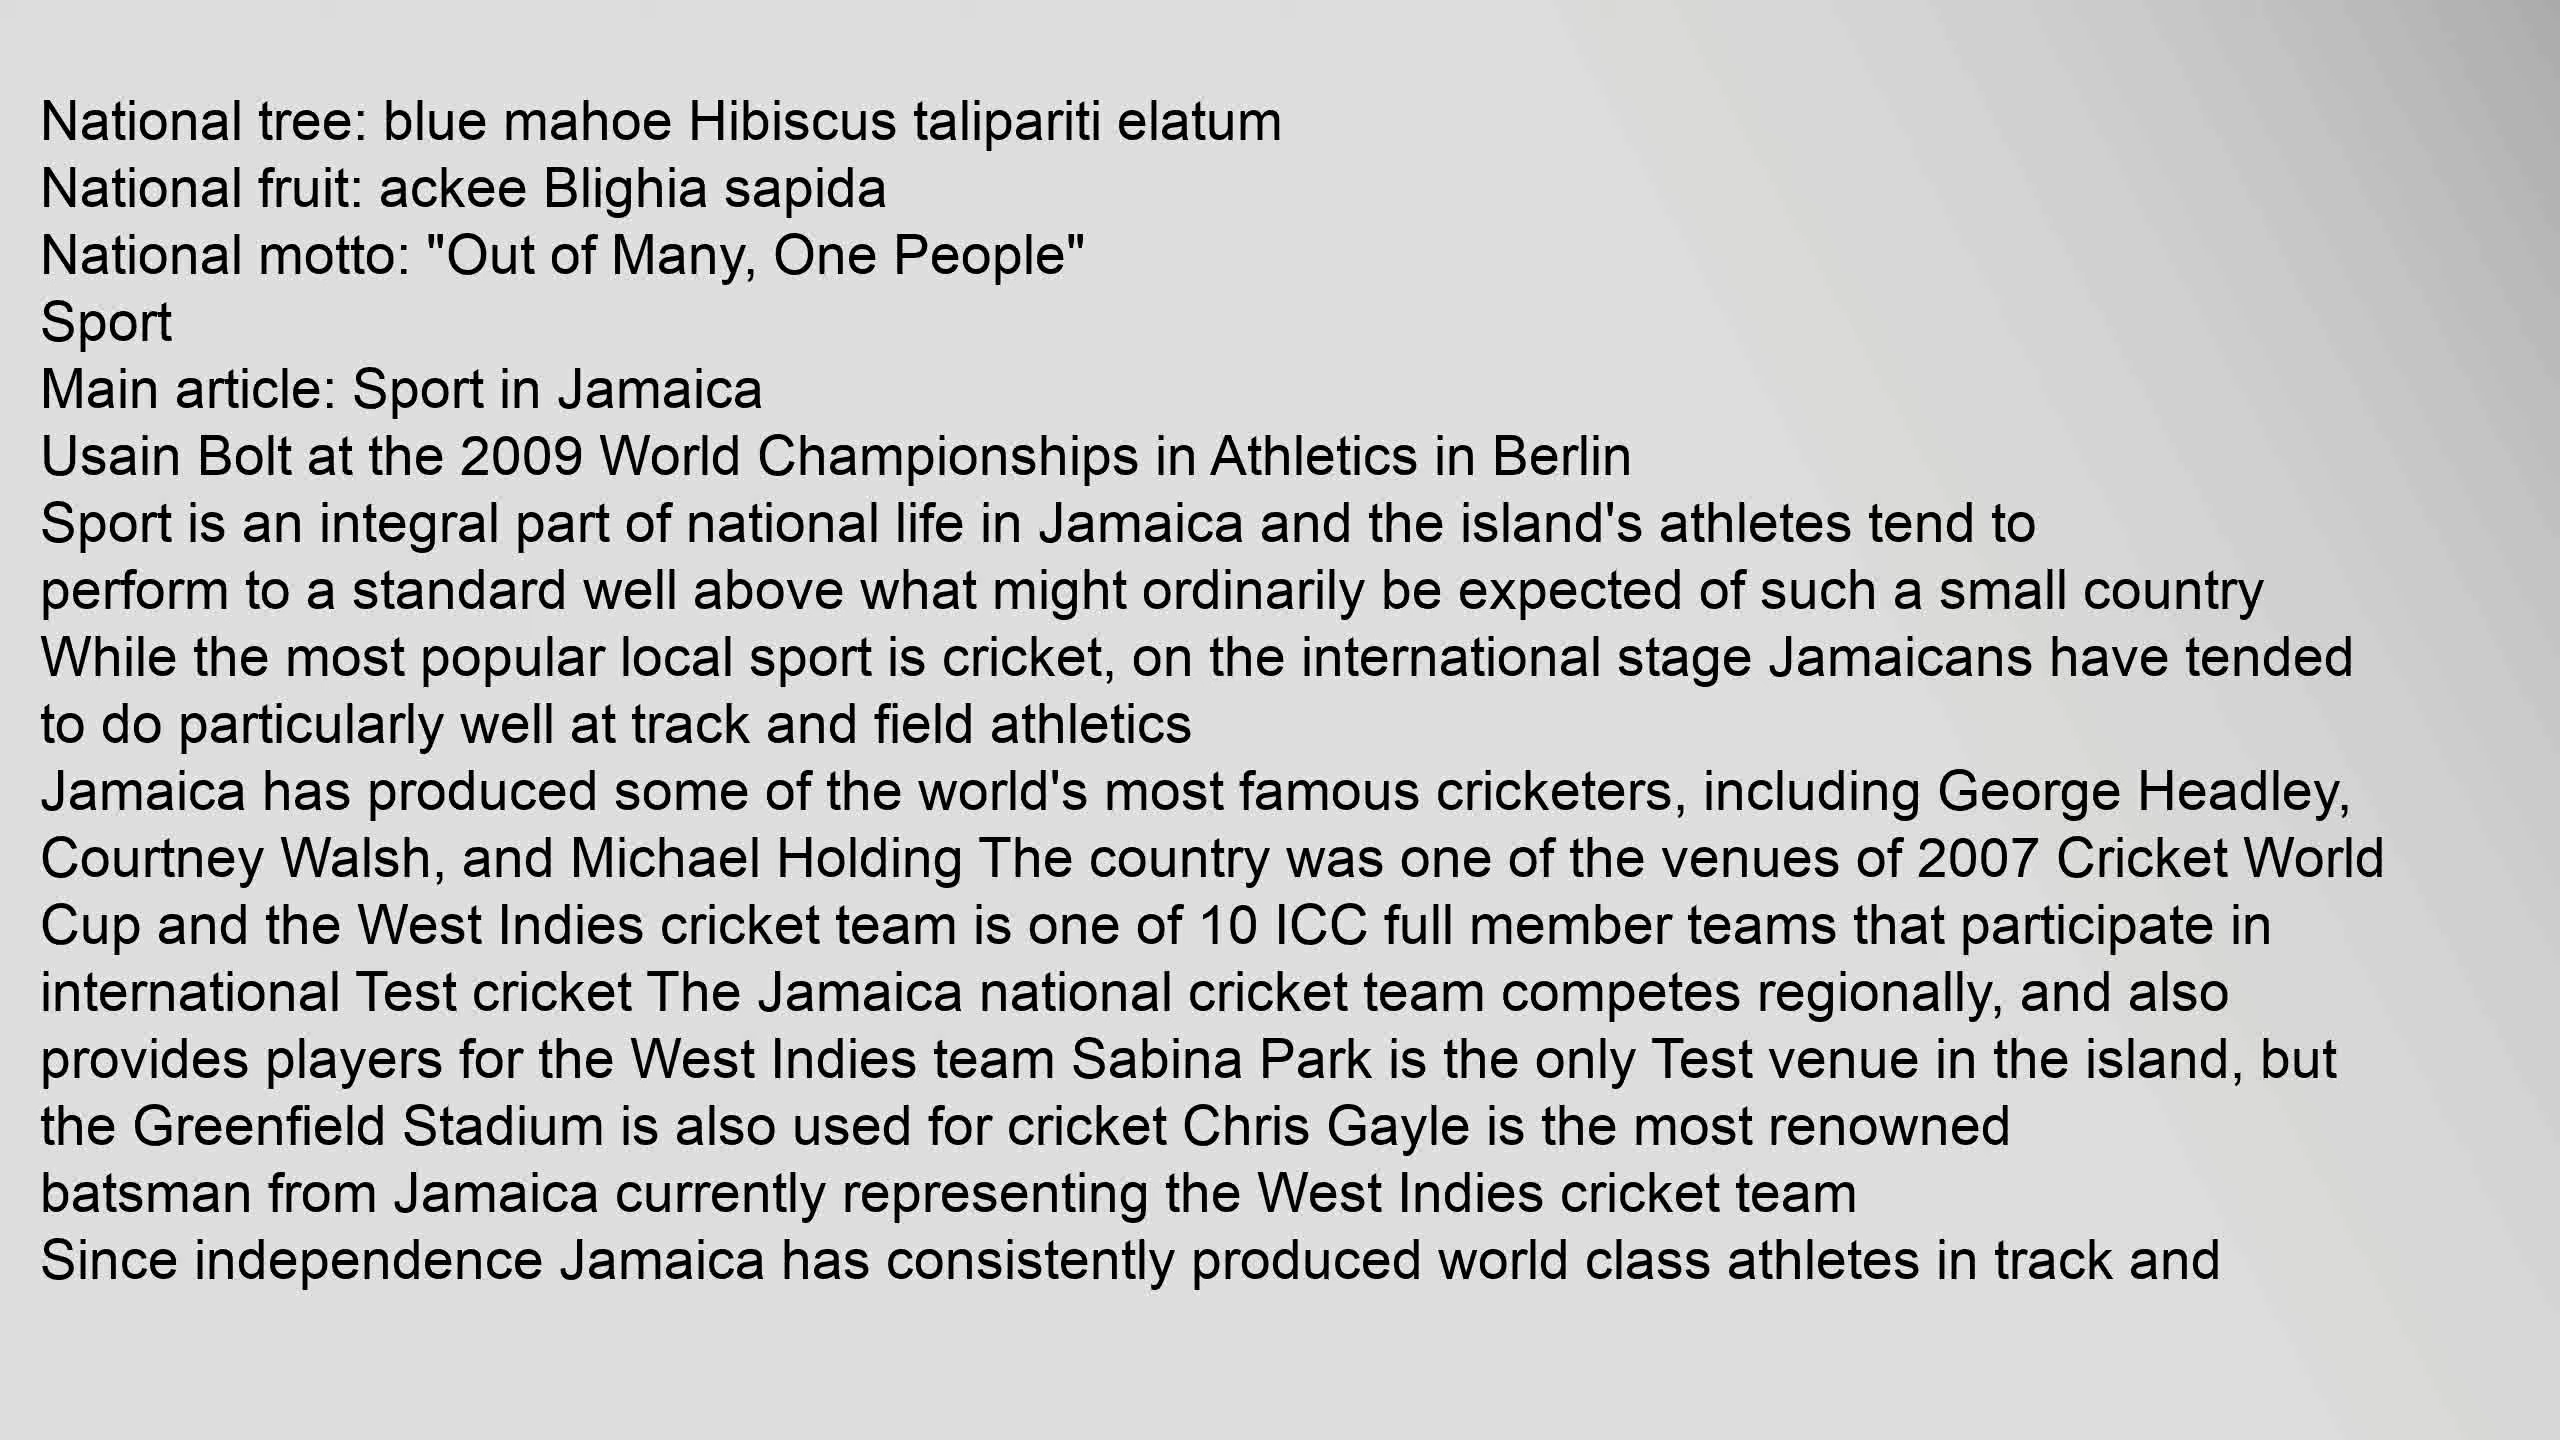 National tree: blue mahoe Hibiscus talipariti elatum
National fruit: ackee Blighia sapida
National motto: "Out of Many, One People"
Sport
Main article: Sport in Jamaica
Usain Bolt at the 2009 World Championships in Athletics in Berlin
Sport is an integral part of national life in Jamaica and the island's athletes tend to
perform to a standard well above what might ordinarily be expected of such a small country
While the most popular local sport is cricket, on the international stage Jamaicans have tended
to do particularly well at track and field athletics
Jamaica has produced some of the world's most famous cricketers, including George Headley,
Courtney Walsh, and Michael Holding The country was one of the venues of 2007 Cricket World
Cup and the West Indies cricket team is one of 10 ICC full member teams that participate in
international Test cricket The Jamaica national cricket team competes regionally, and also
provides players for the West Indies team Sabina Park is the only Test venue in the island, but
the Greenfield Stadium is also used for cricket Chris Gayle is the most renowned
batsman from Jamaica currently representing the West Indies cricket team
Since independence Jamaica has consistently produced world class athletes in track and